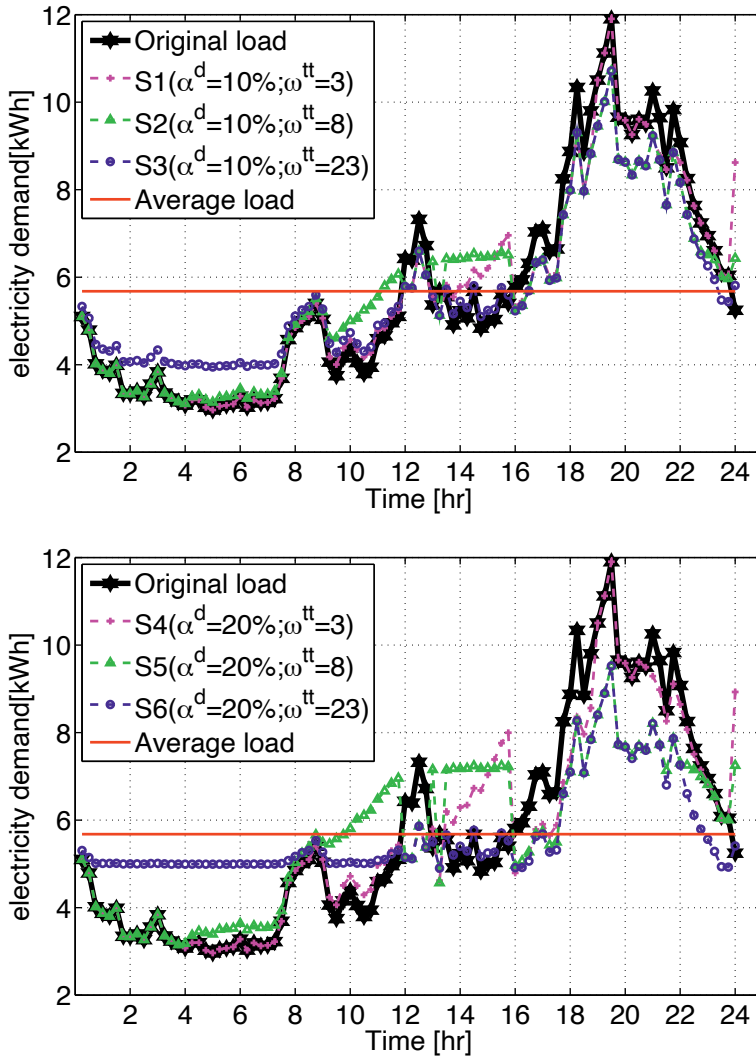 12
10
8
6
4
2
electricity demand[kWh]
Original load
S1(α^d=10%;ω^tt=3)
S2(α^d=10%;ω^tt=8)
S3(α^d=10%;ω^tt=23)
Average load
2 4 6 8 10 12 14 16 18 20 22 24
Time [hr]
12
10
8
6
4
2
electricity demand[kWh]
Original load
S4(α^d=20%;ω^tt=3)
S5(α^d=20%;ω^tt=8)
S6(α^d=20%;ω^tt=23)
Average load
2 4 6 8 10 12 14 16 18 20 22 24
Time [hr]